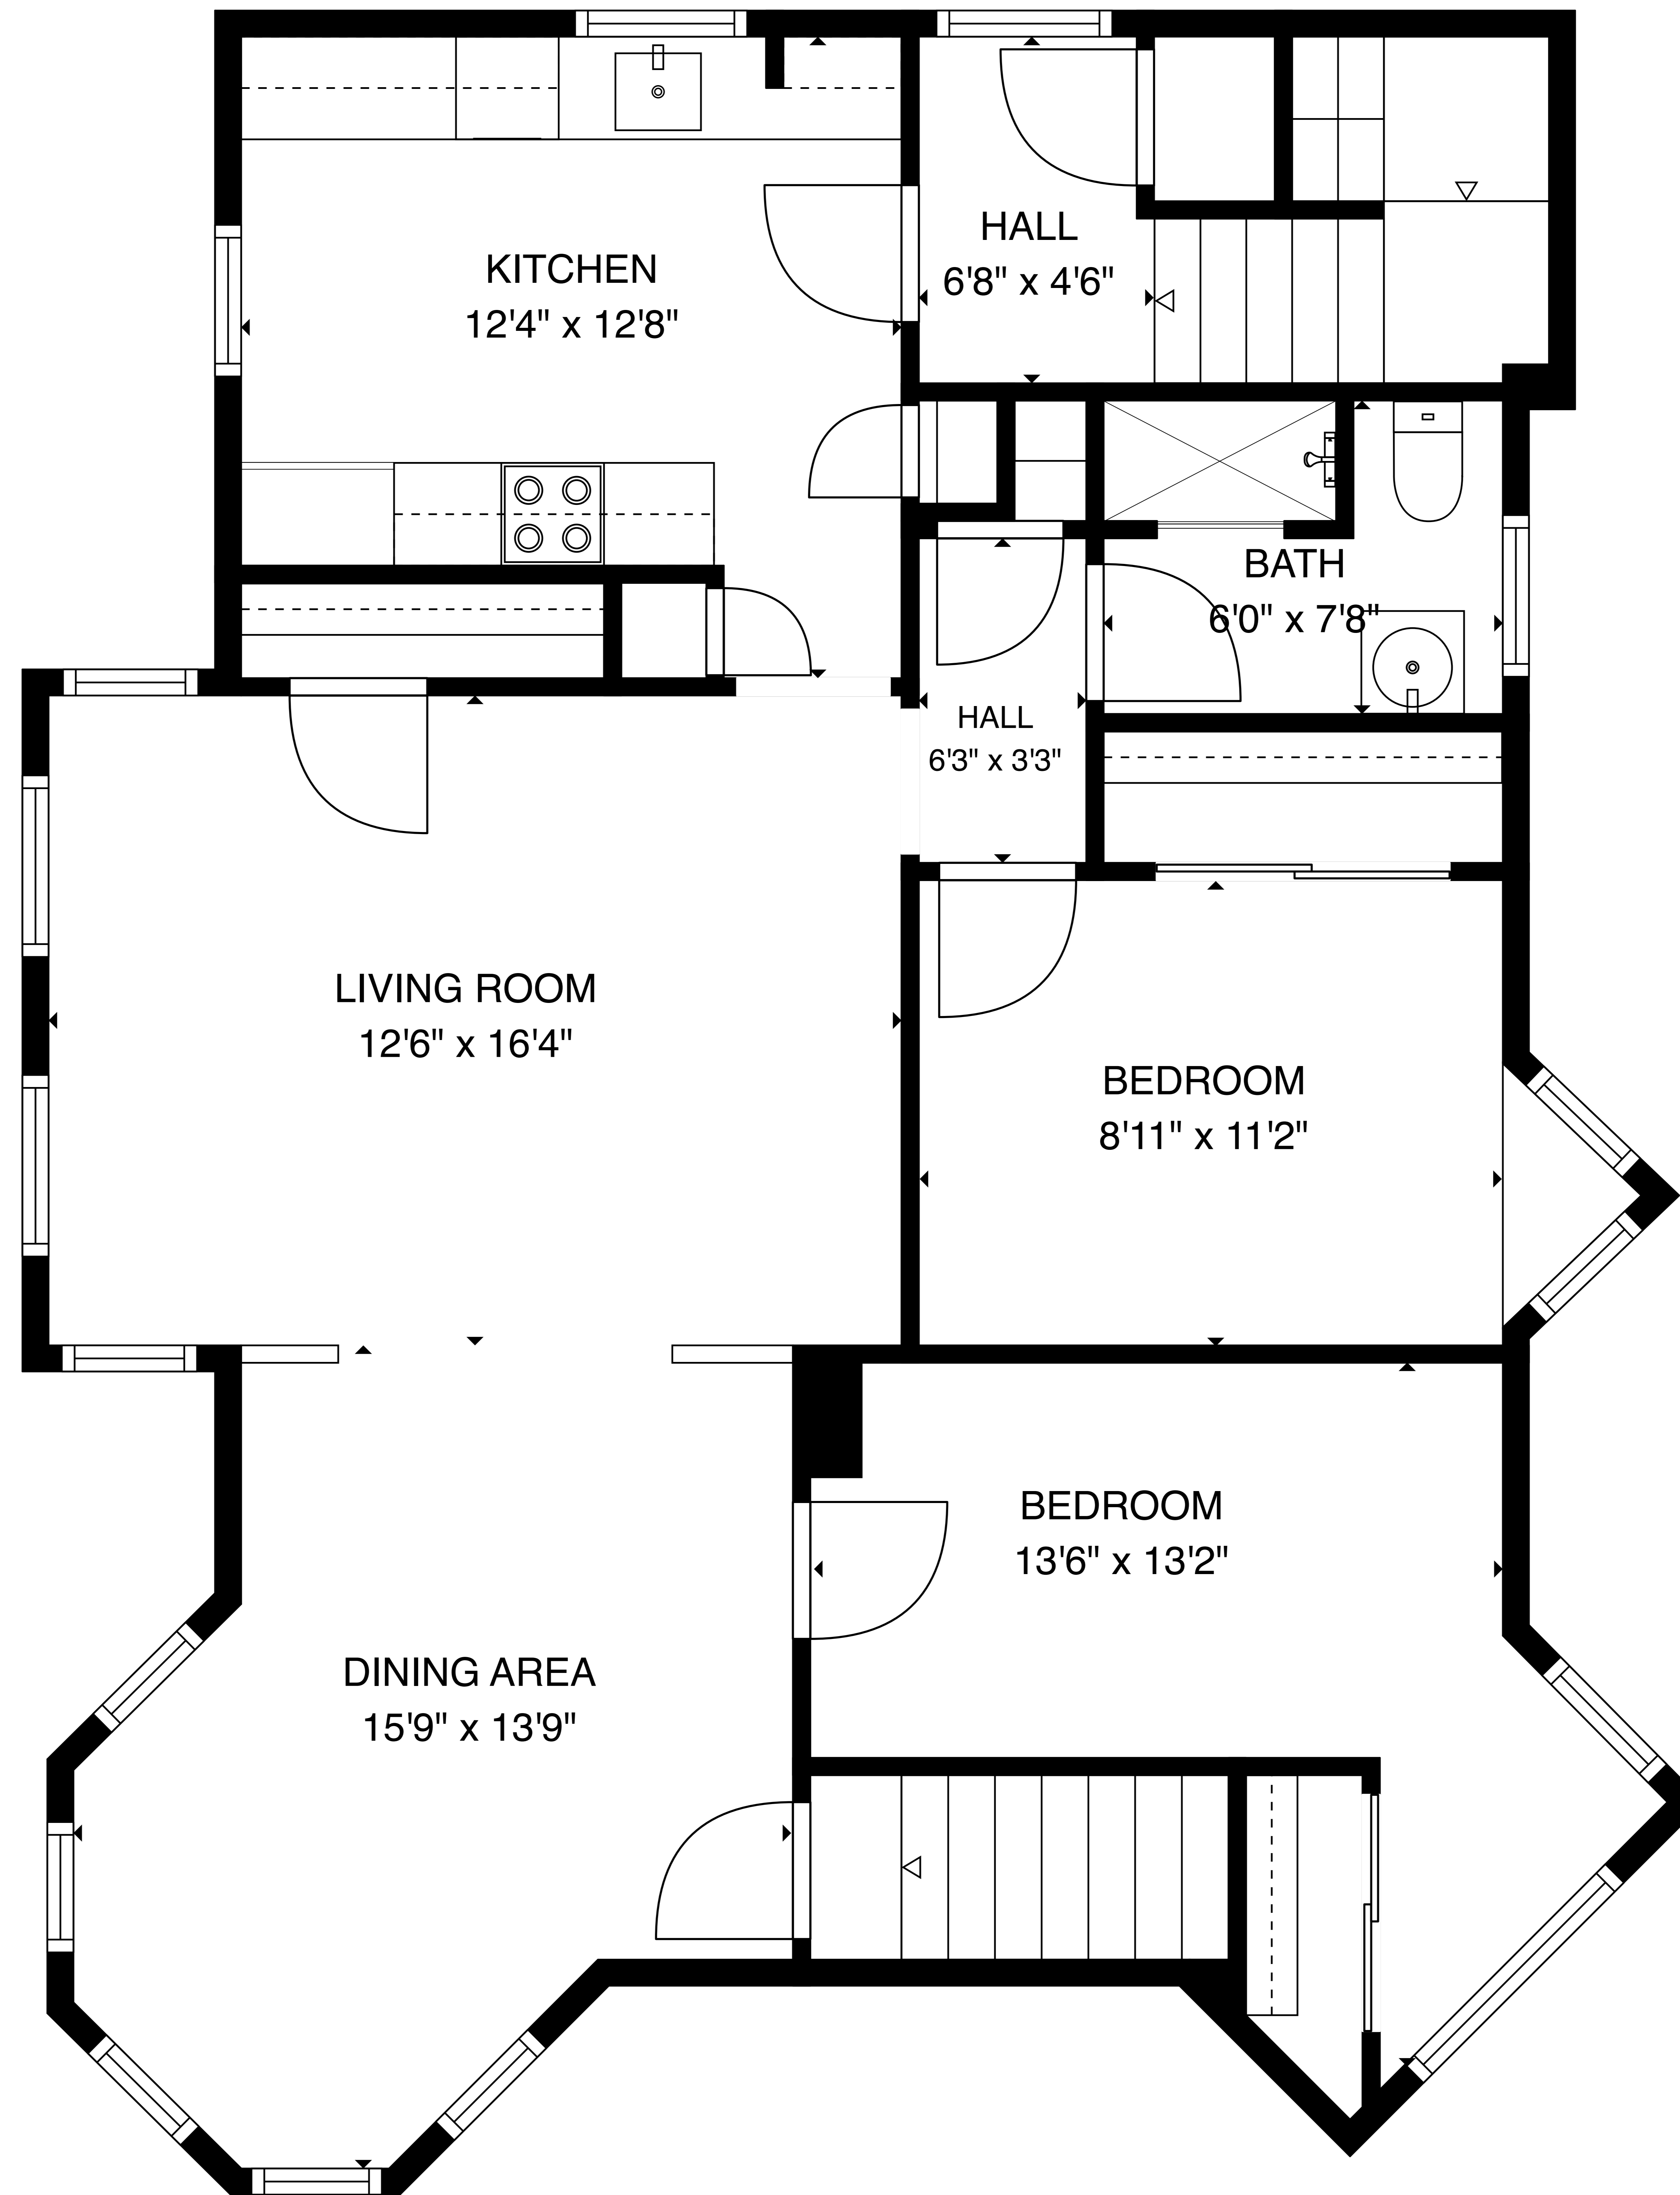 HALL
6'8" x 4'6"
KITCHEN
12'4" x 12'8"
BATH
6'0" x 7'8"
HALL
6'3" x 3'3"
LIVING ROOM
12'6" x 16'4"
BEDROOM
8'11" x 11'2"
BEDROOM
13'6" x 13'2"
DINING AREA
15'9" x 13'9"